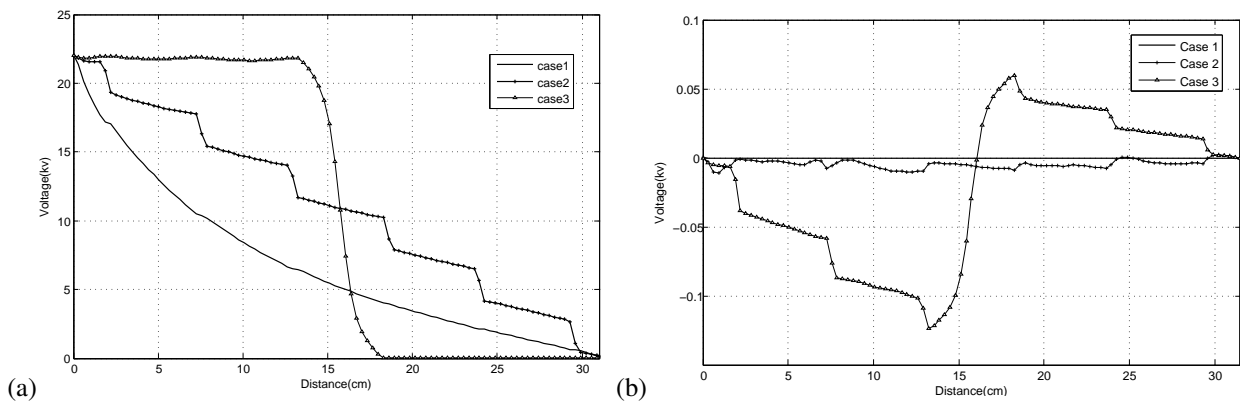 25
20
15
10
5
0
Voltage(kv)
0 5 10 15 20 25 30
Distance(cm)
case1
case2
case3
(a)
0.1
0.05
0
−0.05
−0.1
Voltage(kv)
0 5 10 15 20 25 30
Distance(cm)
Case 1
Case 2
Case 3
(b)